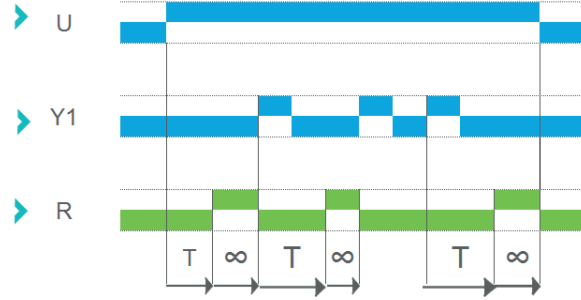 U
Y1
R
T ∞ T ∞ T ∞